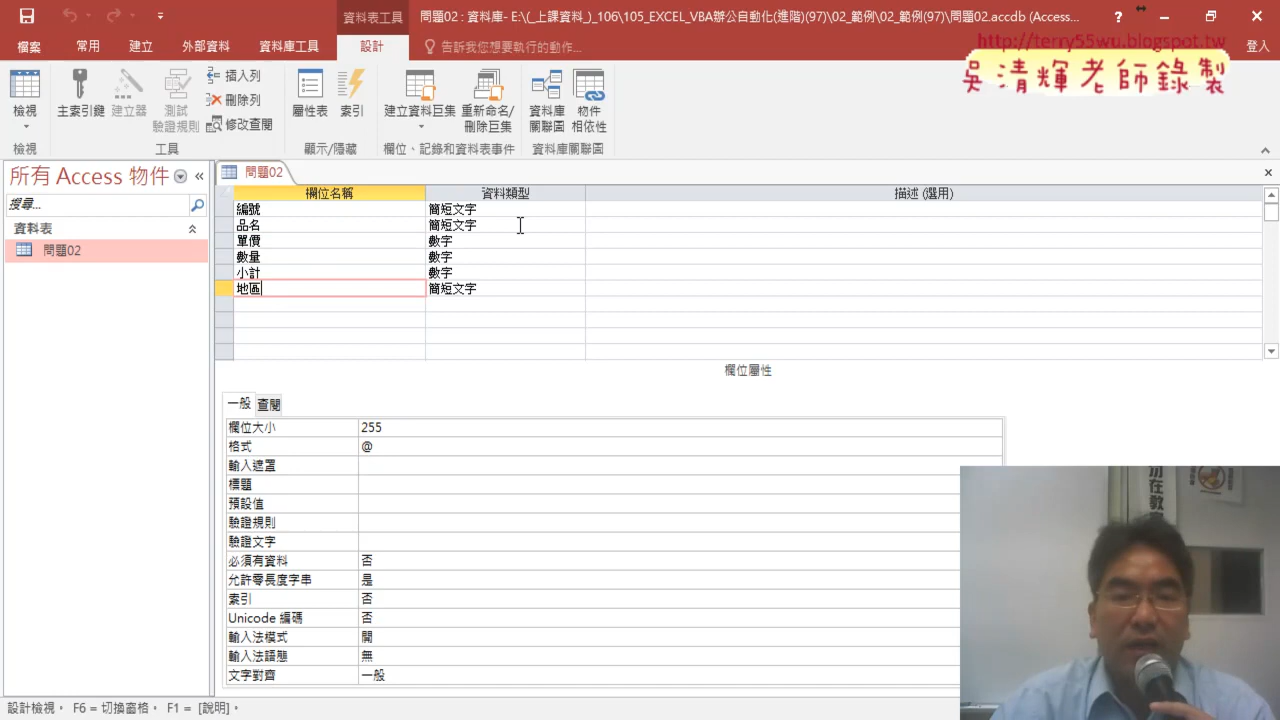 資料表工具
問題02 : 資料庫- E:\(_上課資料_)_106\105_EXCEL_VBA辦公自動化(進階)(97)\02_範例\02_範例(97)\問題02.accdb (Access...
?
檔案 常用 建立 外部資料 資料庫工具 設計 告訴我您想要執行的動作... 登入
http://terry55wu.blogspot.tw
吳清輝老師錄製
檢視 主索引鍵 建立器 測試驗證規則 插入列 刪除列 修改查閱 屬性表 索引 建立資料巨集 重新命名/刪除巨集 資料庫關聯圖 物件相依性
檢視 工具 顯示/隱藏 欄位、記錄和資料表事件 資料庫關聯圖
所有 Access 物件
搜尋...
資料表
問題02
問題02
欄位名稱 資料類型 描述 (選用)
編號 簡短文字
品名 簡短文字
單價 數字
數量 數字
小計 數字
地區 簡短文字
欄位屬性
一般 查閱
欄位大小 255
格式 @
輸入遮罩
標題
預設值
驗證規則
驗證文字
必須有資料 否
允許零長度字串 是
索引 否
Unicode 編碼 否
輸入法模式 開
輸入法語態 無
文字對齊 一般
設計檢視。 F6 = 切換窗格。 F1 = [說明]。